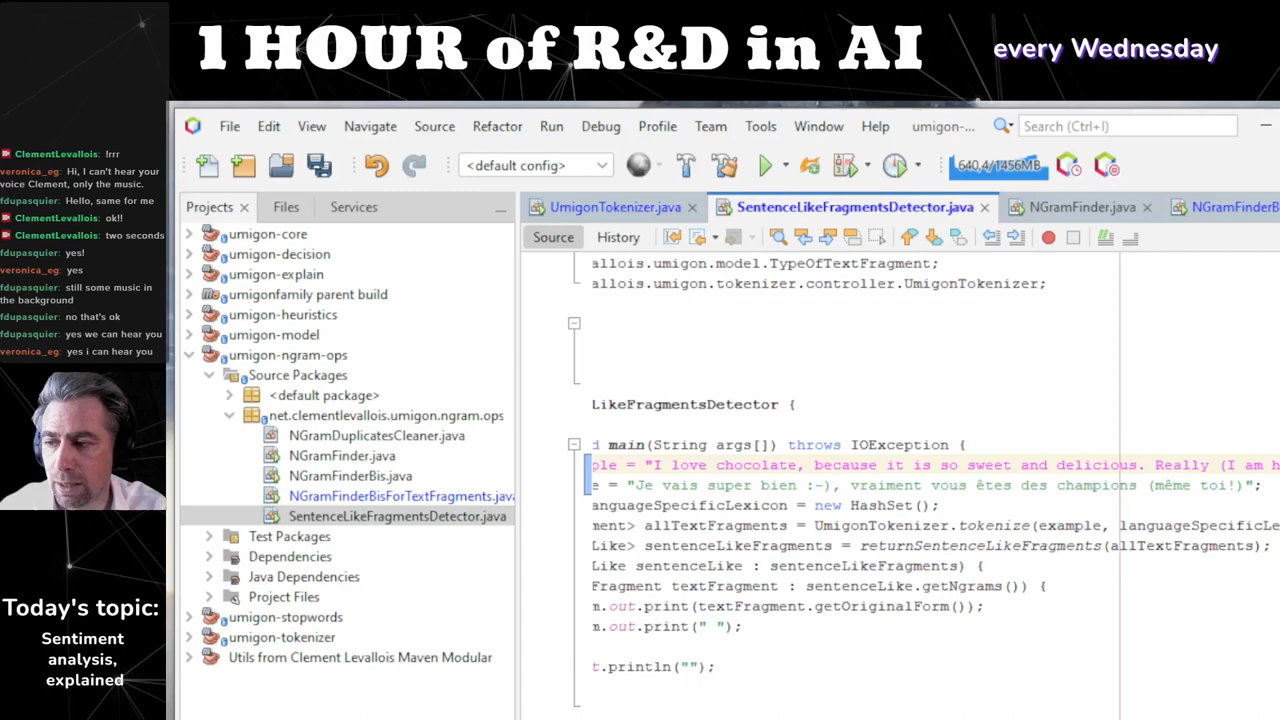 1 HOUR of R&D in AI
every Wednesday
ClementLevallois: !rrr
veronica_eg: Hi, I can't hear your
voice Clement, only the music.
fdupasquier: Hello, same for me
ClementLevallois: ok!!
ClementLevallois: two seconds
fdupasquier: yes!
veronica_eg: yes
fdupasquier: still some music in
the background
fdupasquier: no that's ok
fdupasquier: yes we can hear you
veronica_eg: yes i can hear you
Today's topic:
Sentiment
analysis,
explained
File Edit View Navigate Source Refactor Run Debug Profile Team Tools Window Help umigon-... Search (Ctrl+I)
<default config> 640,4/1456MB
Projects Files Services
umigon-core
umigon-decision
umigon-explain
umigonfamily parent build
umigon-heuristics
umigon-model
umigon-ngram-ops
Source Packages
<default package>
net.clementlevallois.umigon.ngram.ops
NGramDuplicatesCleaner.java
NGramFinder.java
NGramFinderBis.java
NGramFinderBisForTextFragments.java
SentenceLikeFragmentsDetector.java
Test Packages
Dependencies
Java Dependencies
Project Files
umigon-stopwords
umigon-tokenizer
Utils from Clement Levallois Maven Modular
UmigonTokenizer.java SentenceLikeFragmentsDetector.java NGramFinder.java NGramFinderB
Source History
allois.umigon.model.TypeOfTextFragment;
allois.umigon.tokenizer.controller.UmigonTokenizer;
LikeFragmentsDetector {
d main(String args[]) throws IOException {
ple = "I love chocolate, because it is so sweet and delicious. Really (I am h
e = "Je vais super bien :-), vraiment vous êtes des champions (même toi!)";
anguageSpecificLexicon = new HashSet();
ment> allTextFragments = UmigonTokenizer.tokenize(example, languageSpecificLe
Like> sentenceLikeFragments = returnSentenceLikeFragments(allTextFragments);
Like sentenceLike : sentenceLikeFragments) {
Fragment textFragment : sentenceLike.getNgrams()) {
m.out.print(textFragment.getOriginalForm());
m.out.print(" ");
t.println("");